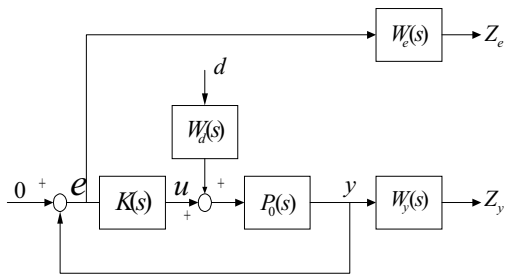 W_e(s) Z_e
d
W_d(s)
0 + e K(s) u + + P_0(s) y W_y(s) Z_y